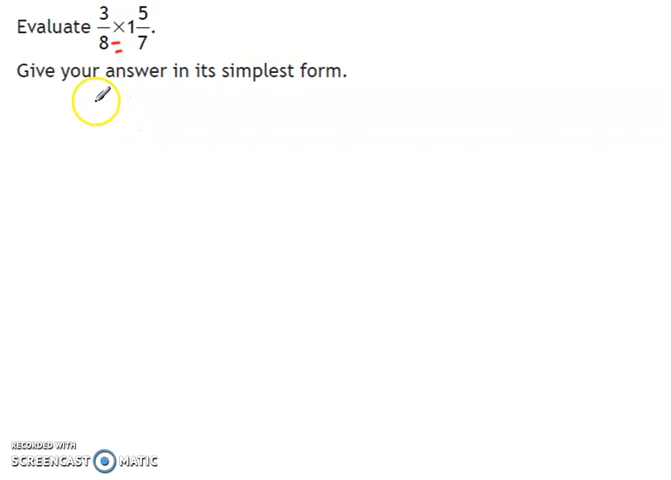 Evaluate 3/8 × 1 5/7.
=
Give your answer in its simplest form.
RECORDED WITH
SCREENCAST MATIC